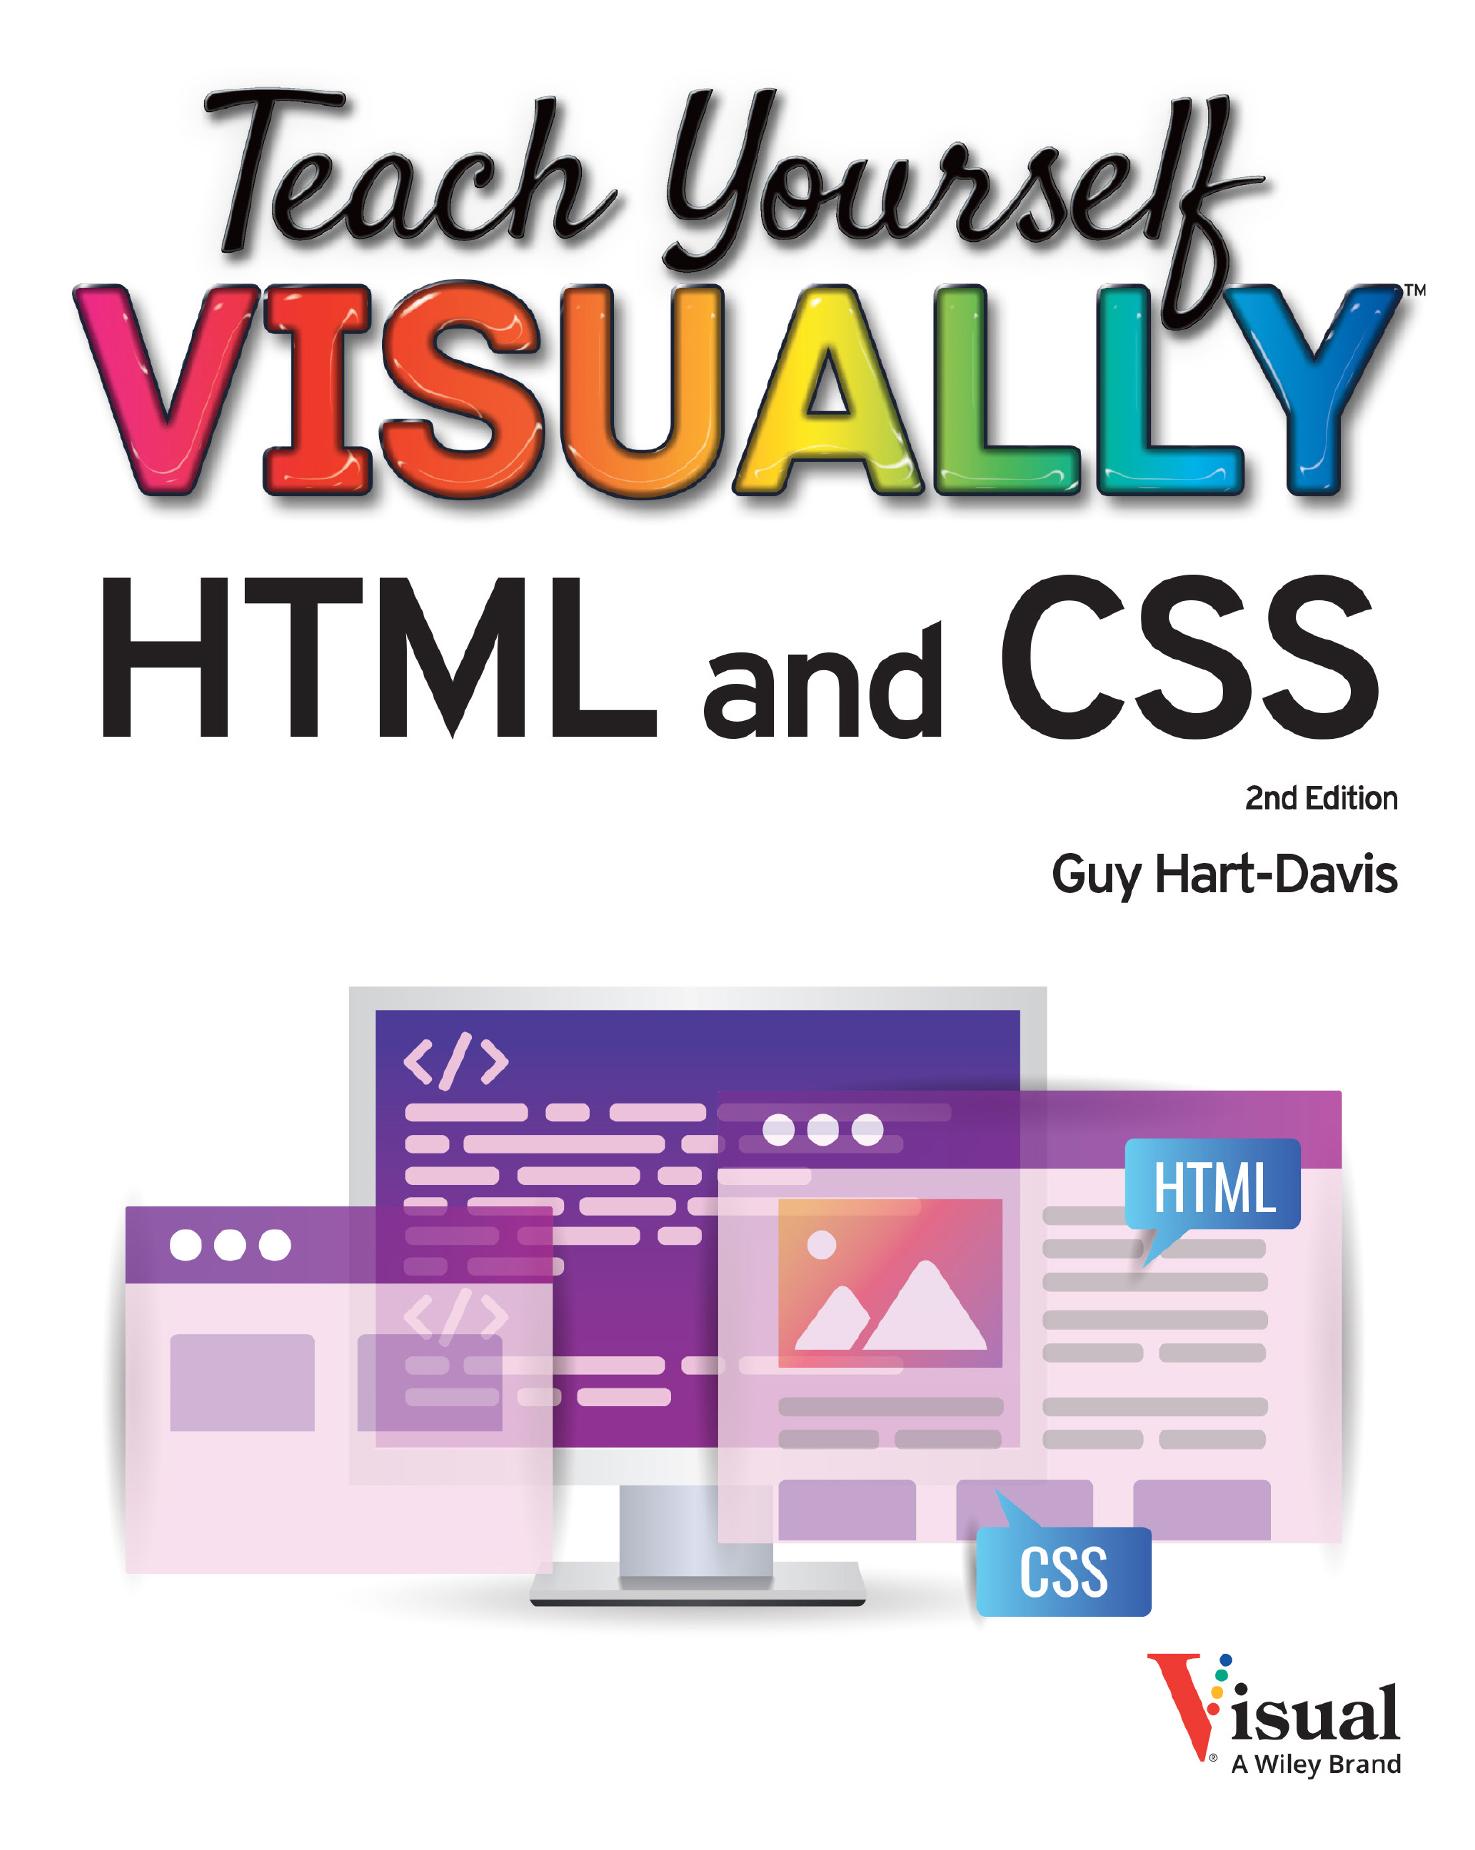 Teach Yourself
VISUALLY™
HTML and CSS
2nd Edition
Guy Hart-Davis
</>
HTML
</>
CSS
Visual®
A Wiley Brand